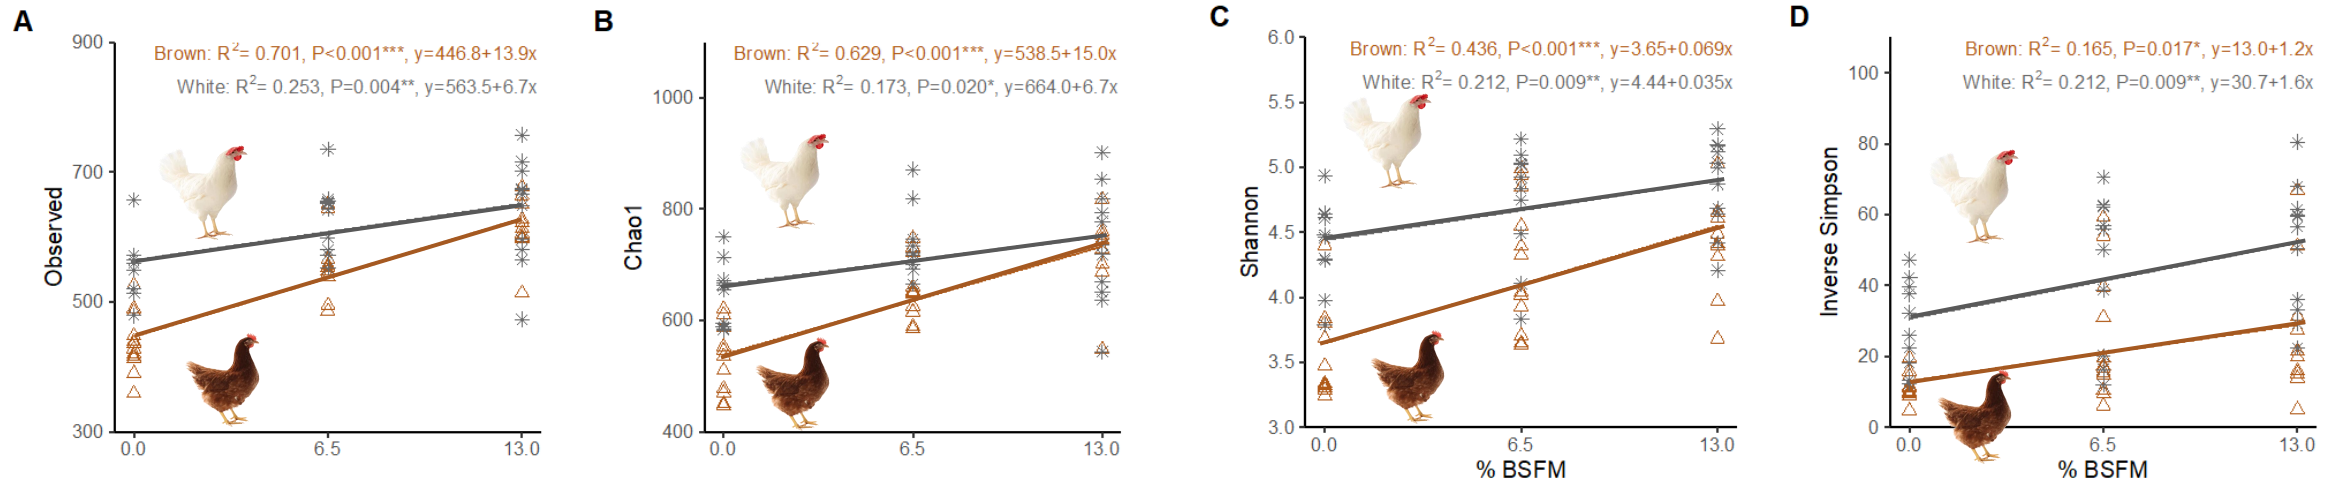 A
Brown: R²= 0.701, P<0.001***, y=446.8+13.9x
White: R²= 0.253, P=0.004**, y=563.5+6.7x
900
700
500
300
Observed
0.0 6.5 13.0
B
Brown: R²= 0.629, P<0.001***, y=538.5+15.0x
White: R²= 0.173, P=0.020*, y=664.0+6.7x
1000
800
600
400
Chao1
0.0 6.5 13.0
C
Brown: R²= 0.436, P<0.001***, y=3.65+0.069x
White: R²= 0.212, P=0.009**, y=4.44+0.035x
6.0
5.5
5.0
4.5
4.0
3.5
3.0
Shannon
0.0 6.5 13.0
% BSFM
D
Brown: R²= 0.165, P=0.017*, y=13.0+1.2x
White: R²= 0.212, P=0.009**, y=30.7+1.6x
100
80
60
40
20
0
Inverse Simpson
0.0 6.5 13.0
% BSFM